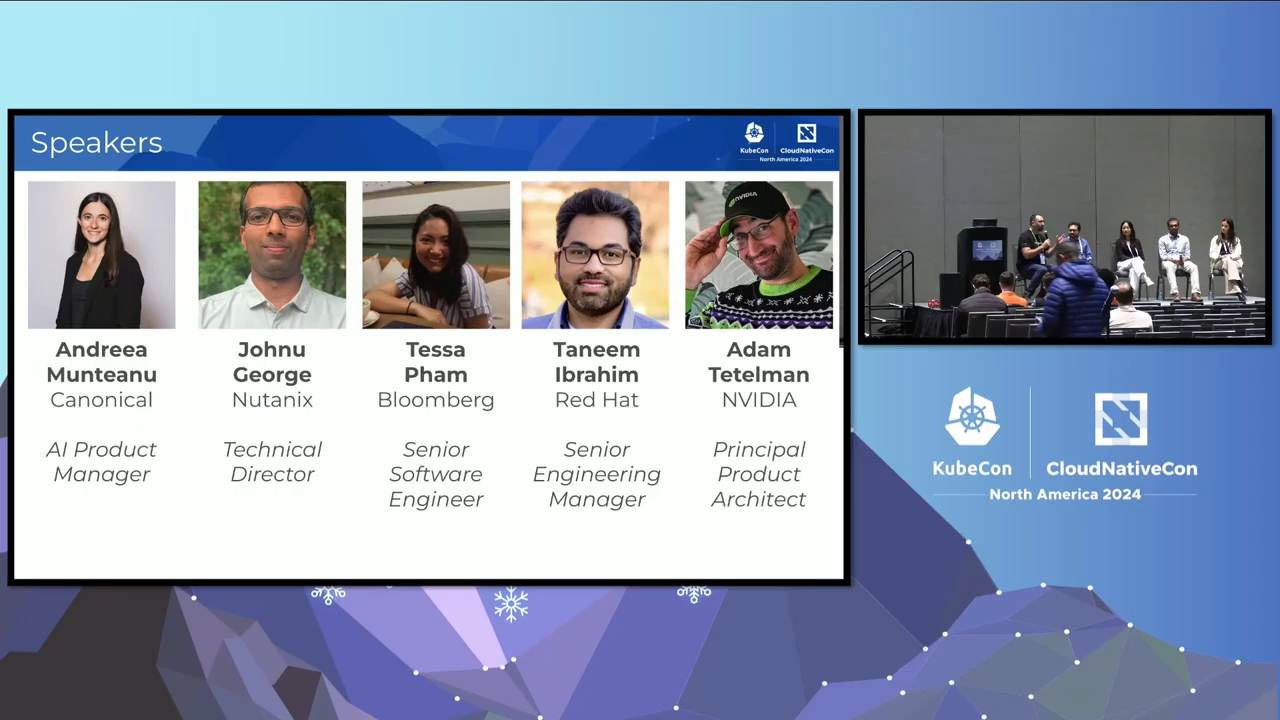 Speakers
KubeCon
CloudNativeCon
North America 2024
NVIDIA
Andreea
Munteanu
Canonical
AI Product
Manager
Johnu
George
Nutanix
Technical
Director
Tessa
Pham
Bloomberg
Senior
Software
Engineer
Taneem
Ibrahim
Red Hat
Senior
Engineering
Manager
Adam
Tetelman
NVIDIA
Principal
Product
Architect
KubeCon
CloudNativeCon
North America 2024